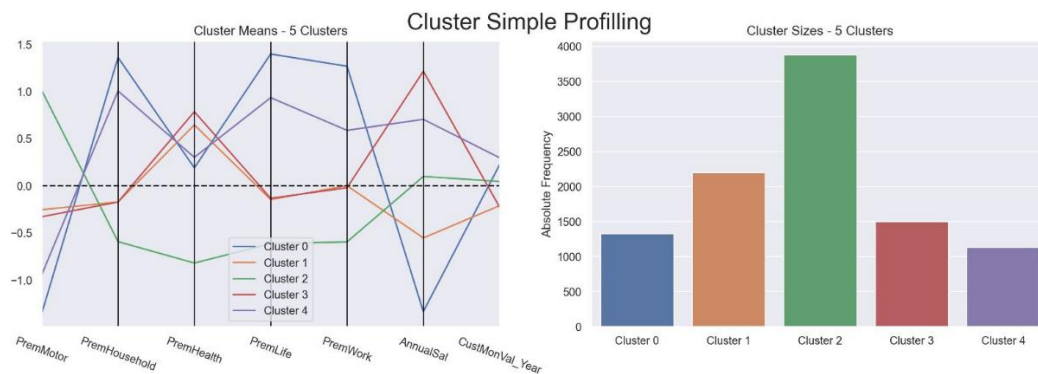 Cluster Simple Profilling
Cluster Means - 5 Clusters
1.5
1.0
0.5
0.0
−0.5
−1.0
Cluster 0
Cluster 1
Cluster 2
Cluster 3
Cluster 4
PremMotor
PremHousehold
PremHealth
PremLife
PremWork
AnnualSal
CustMonVal_Year
Cluster Sizes - 5 Clusters
Absolute Frequency
4000
3500
3000
2500
2000
1500
1000
500
0
Cluster 0
Cluster 1
Cluster 2
Cluster 3
Cluster 4